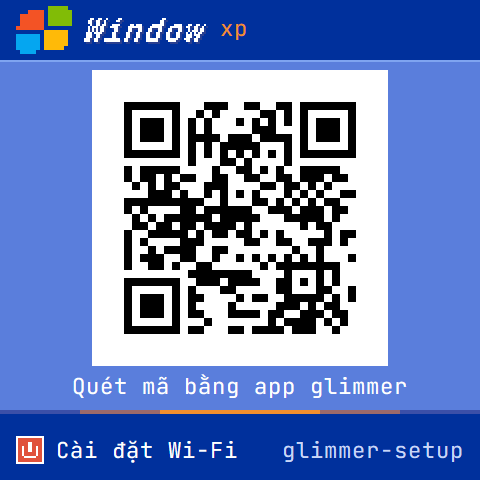 Window xp
Quét mã bằng app glimmer
Cài đặt Wi-Fi glimmer-setup